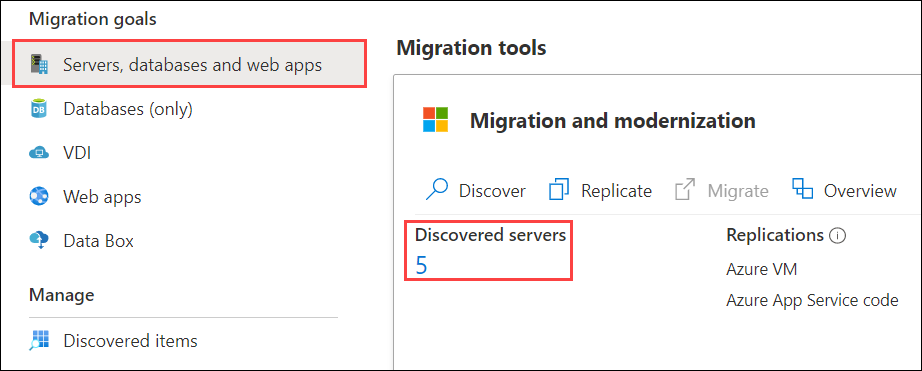 Migration goals
Servers, databases and web apps
Databases (only)
VDI
Web apps
Data Box
Manage
Discovered items
Migration tools
Migration and modernization
Discover Replicate Migrate Overview
Discovered servers
5
Replications
Azure VM
Azure App Service code